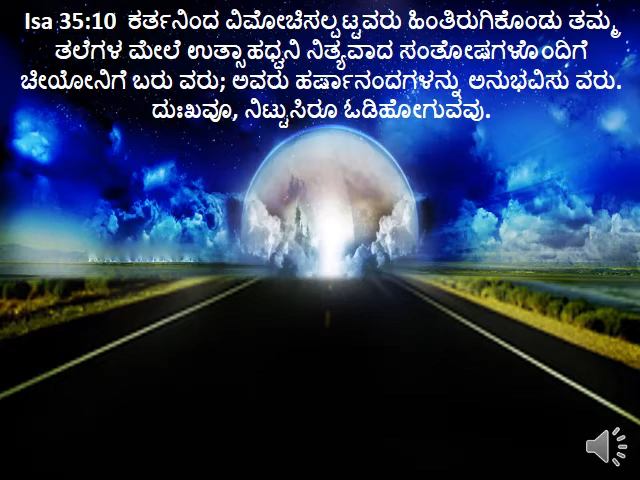 Isa 35:10 ಕರ್ತನಿಂದ ವಿಮೋಚಿಸಲ್ಪಟ್ಟವರು ಹಿಂತಿರುಗಿಕೊಂಡು ತಮ್ಮ
ತಲೆಗಳ ಮೇಲೆ ಉತ್ಸಾಹಧ್ವನಿ ನಿತ್ಯವಾದ ಸಂತೋಷಗಳೊಂದಿಗೆ
ಚೀಯೋನಿಗೆ ಬರು ವರು; ಅವರು ಹರ್ಷಾನಂದಗಳನ್ನು ಅನುಭವಿಸು ವರು.
ದುಃಖವೂ, ನಿಟ್ಟುಸಿರೂ ಓಡಿಹೋಗುವವು.